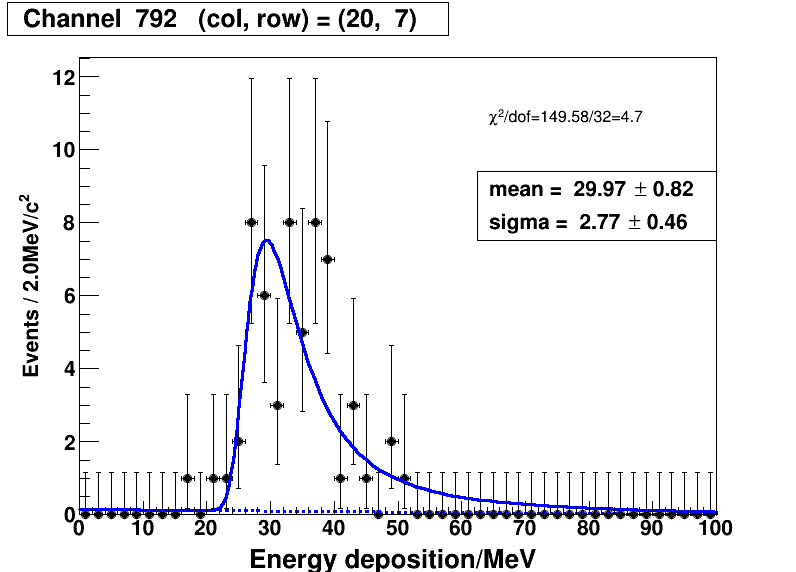 Channel 792 (col, row) = (20, 7)
χ²/dof=149.58/32=4.7
mean = 29.97 ± 0.82
sigma = 2.77 ± 0.46
Events / 2.0MeV/c²
12
10
8
6
4
2
0
0 10 20 30 40 50 60 70 80 90 100
Energy deposition/MeV